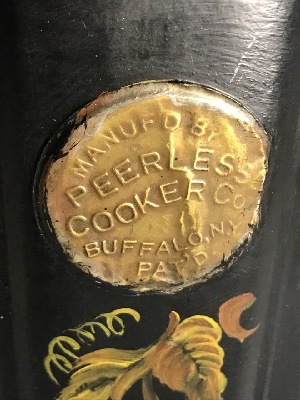 MANUF'D BY
PEERLESS
COOKER CO.
BUFFALO, N.Y.
PAT'D